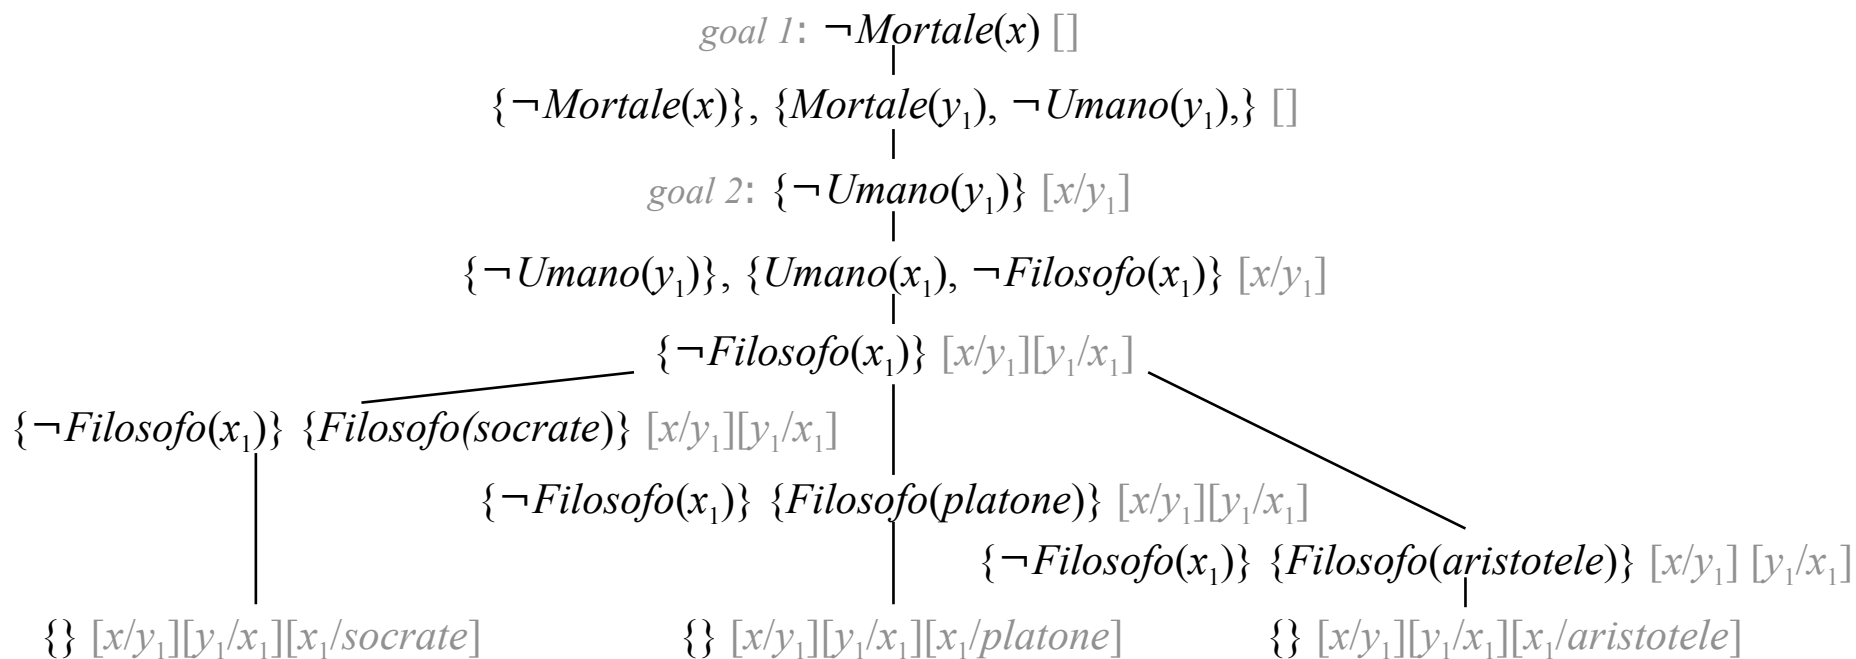 goal 1: ¬Mortale(x) []
{¬Mortale(x)}, {Mortale(y₁), ¬Umano(y₁),} []
goal 2: {¬Umano(y₁)} [x/y₁]
{¬Umano(y₁)}, {Umano(x₁), ¬Filosofo(x₁)} [x/y₁]
{¬Filosofo(x₁)} [x/y₁][y₁/x₁]
{¬Filosofo(x₁)} {Filosofo(socrate)} [x/y₁][y₁/x₁]
{¬Filosofo(x₁)} {Filosofo(platone)} [x/y₁][y₁/x₁]
{¬Filosofo(x₁)} {Filosofo(aristotele)} [x/y₁] [y₁/x₁]
{} [x/y₁][y₁/x₁][x₁/socrate]
{} [x/y₁][y₁/x₁][x₁/platone]
{} [x/y₁][y₁/x₁][x₁/aristotele]